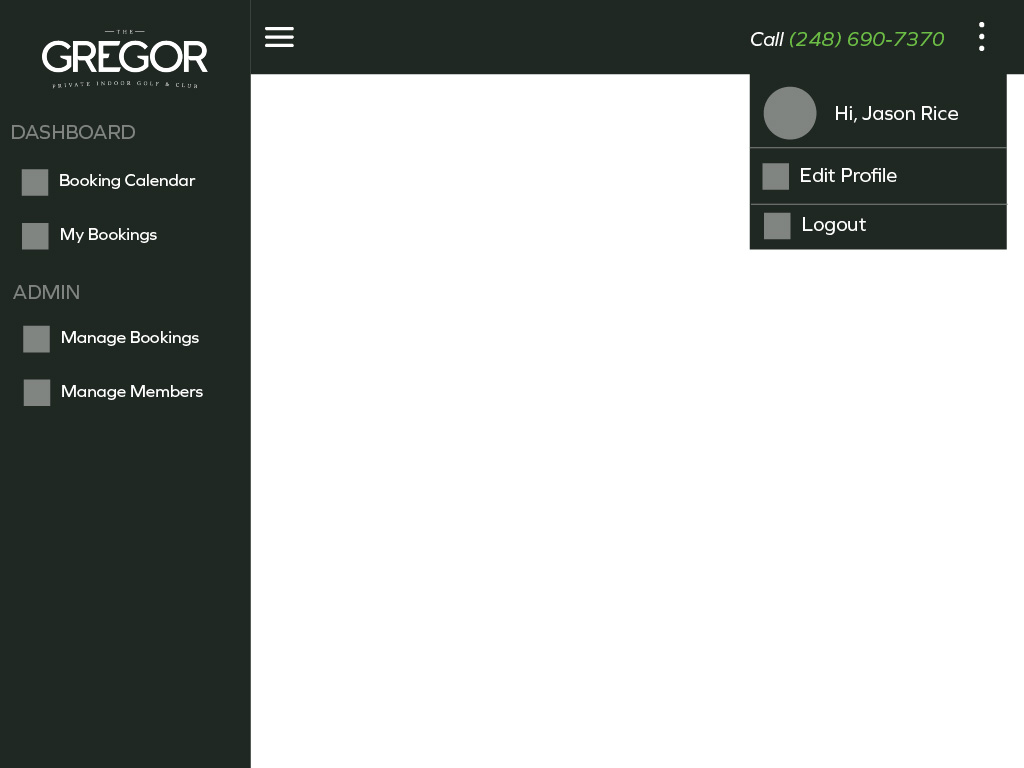 THE
GREGOR
PRIVATE INDOOR GOLF & CLUB
DASHBOARD
Booking Calendar
My Bookings
ADMIN
Manage Bookings
Manage Members
Call (248) 690-7370
Hi, Jason Rice
Edit Profile
Logout